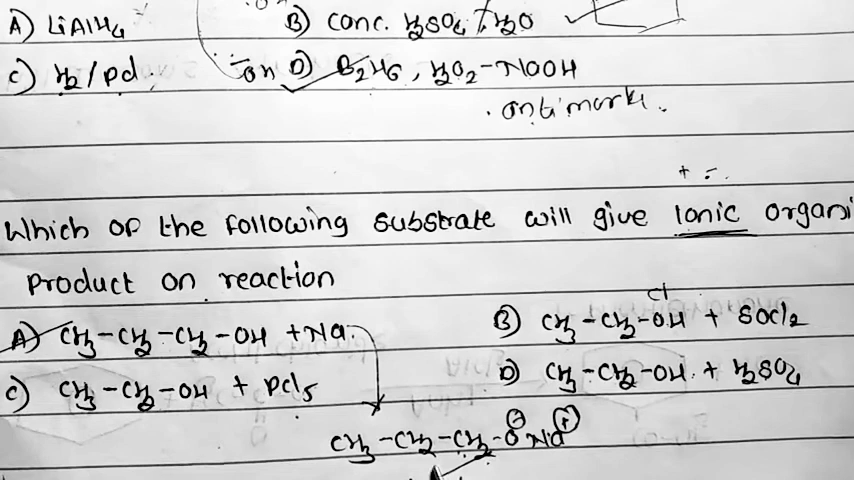 A) LiAlH4 B) Conc. H2SO4 / H2O
C) H2/pd. D) B2H6, H2O2-NaOH
anti mark.
+ -
Which of the following substrate will give Ionic organi
product on reaction
A) CH3-CH2-CH2-OH + Na
Cl
B) CH3-CH2-OH + SOCl2
C) CH3-CH2-OH + pcl5 D) CH3-CH2-OH + H2SO4
CH3-CH2-CH2-O⊖ Na⊕